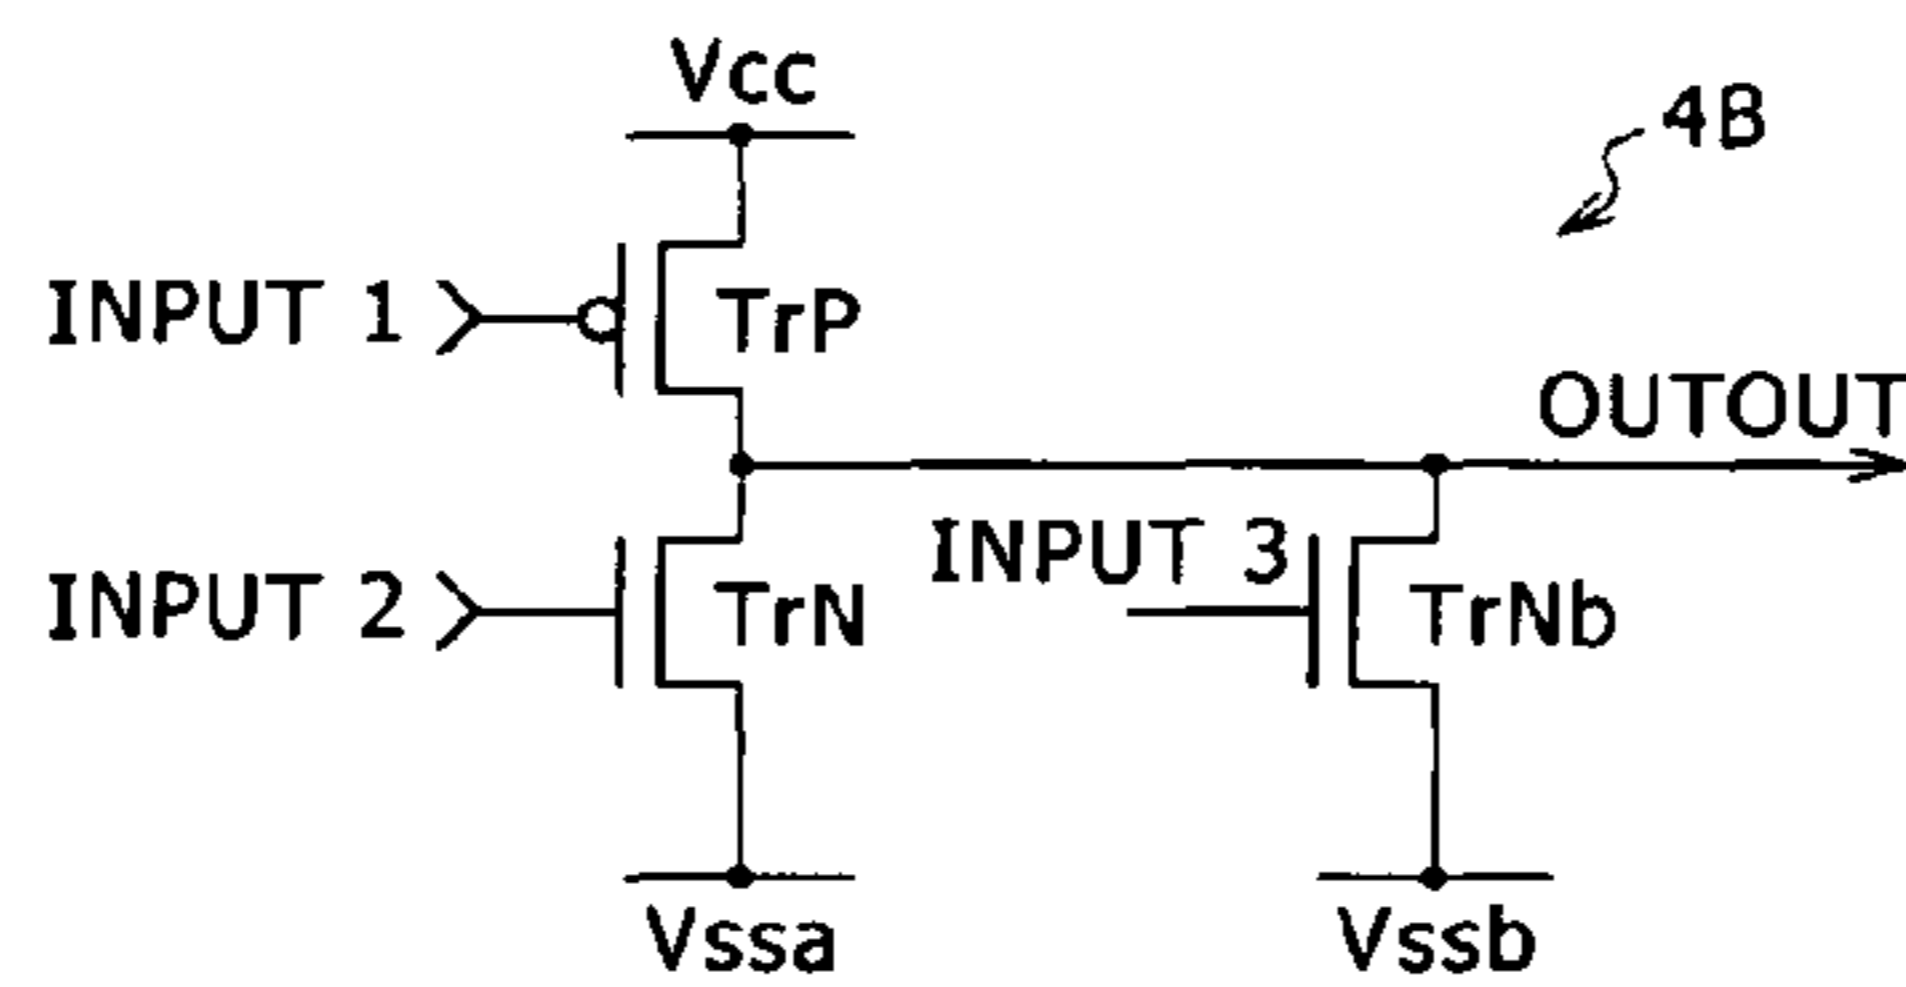 Vcc
4B
INPUT 1
TrP
OUTOUT
INPUT 2
TrN
INPUT 3
TrNb
Vssa
Vssb